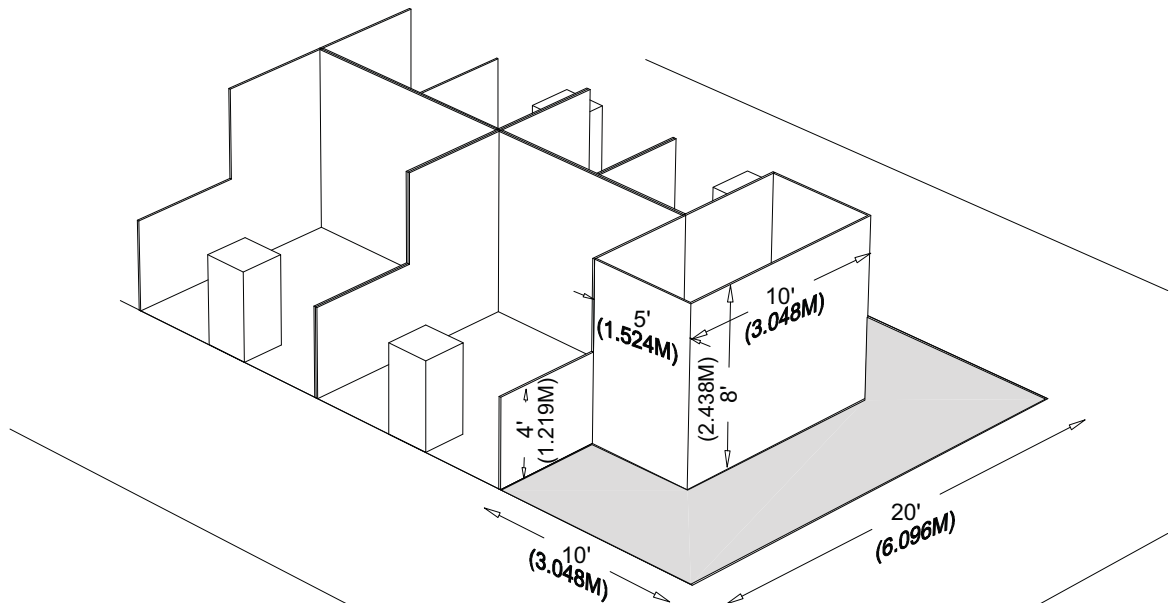 5'
(1.524M)
10'
(3.048M)
8'
(2.438M)
4'
(1.219M)
10'
(3.048M)
20'
(6.096M)